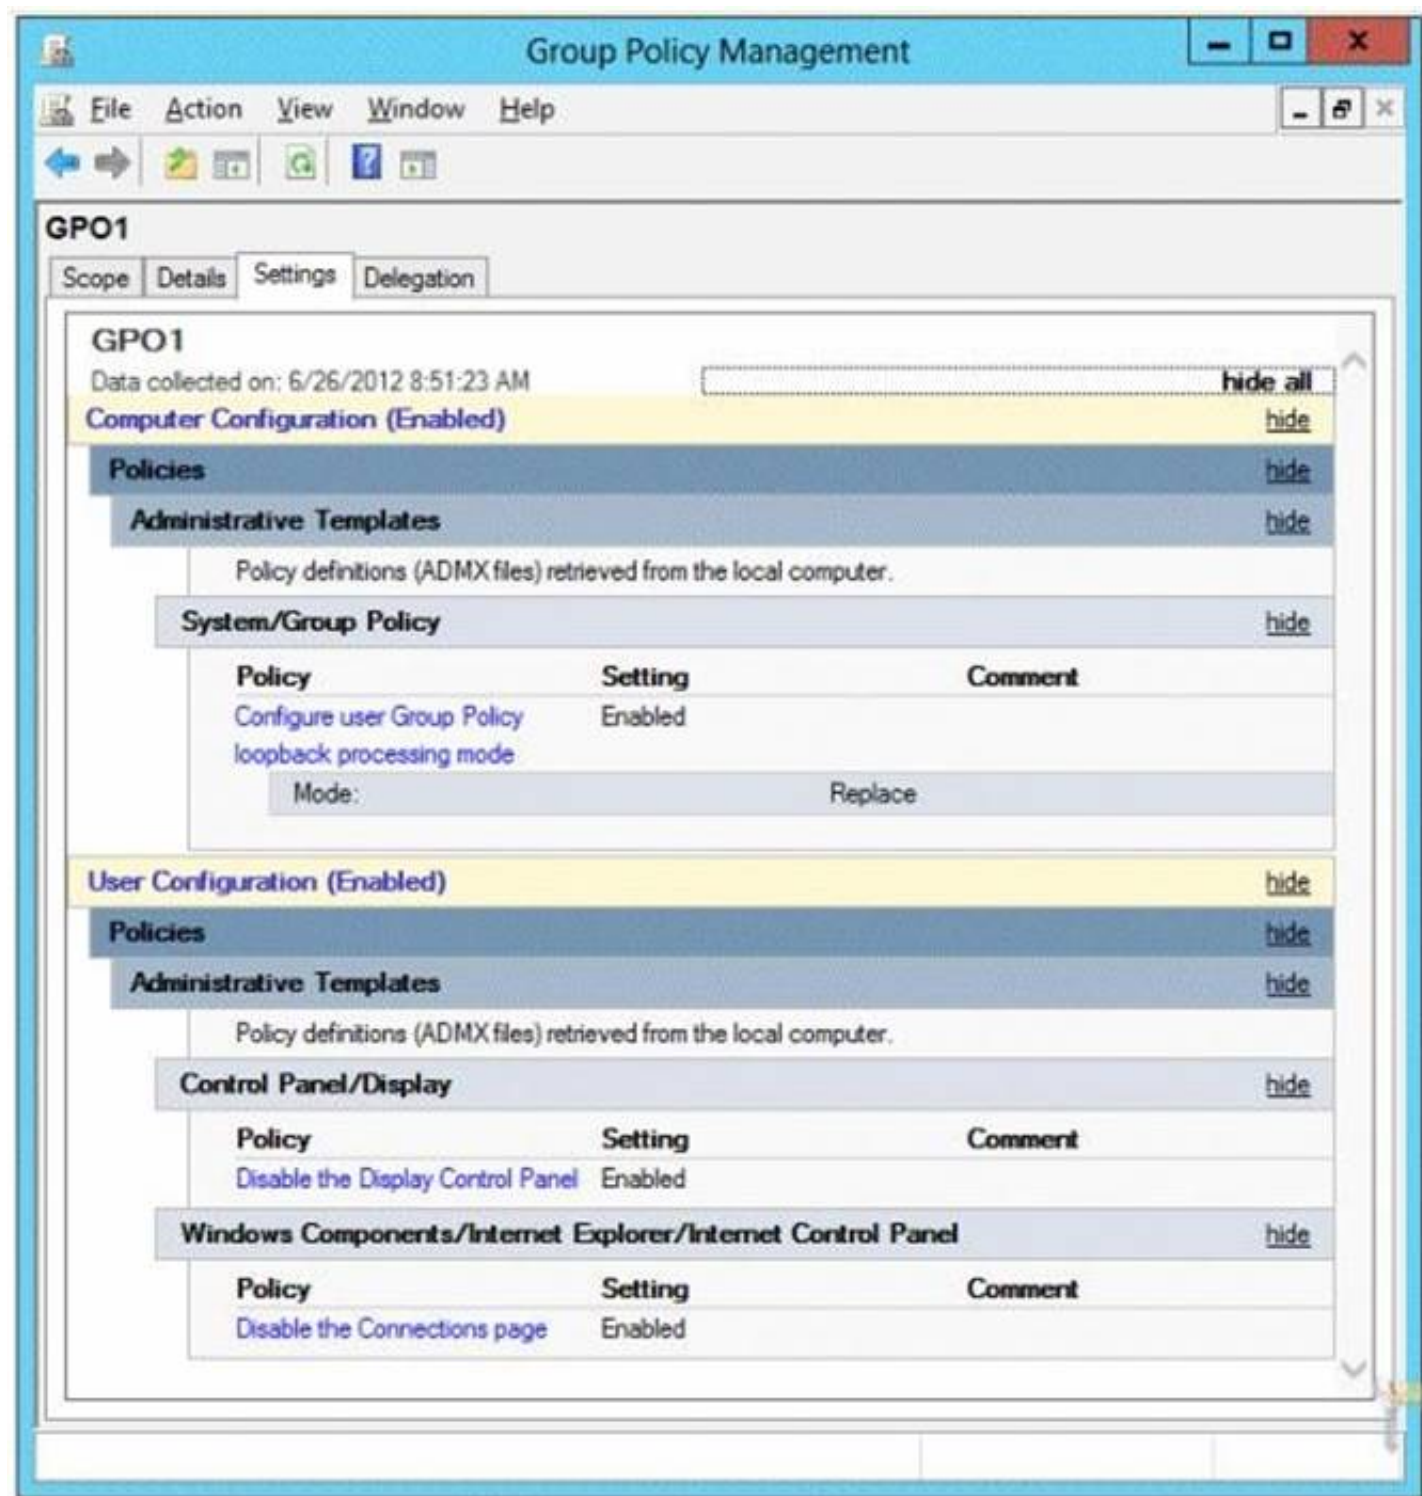 Group Policy Management
File Action View Window Help
GPO1
Scope Details Settings Delegation
GPO1
Data collected on: 6/26/2012 8:51:23 AM hide all
Computer Configuration (Enabled) hide
Policies hide
Administrative Templates hide
Policy definitions (ADMX files) retrieved from the local computer.
System/Group Policy hide
Policy Setting Comment
Configure user Group Policy Enabled
loopback processing mode
Mode: Replace
User Configuration (Enabled) hide
Policies hide
Administrative Templates hide
Policy definitions (ADMX files) retrieved from the local computer.
Control Panel/Display hide
Policy Setting Comment
Disable the Display Control Panel Enabled
Windows Components/Internet Explorer/Internet Control Panel hide
Policy Setting Comment
Disable the Connections page Enabled